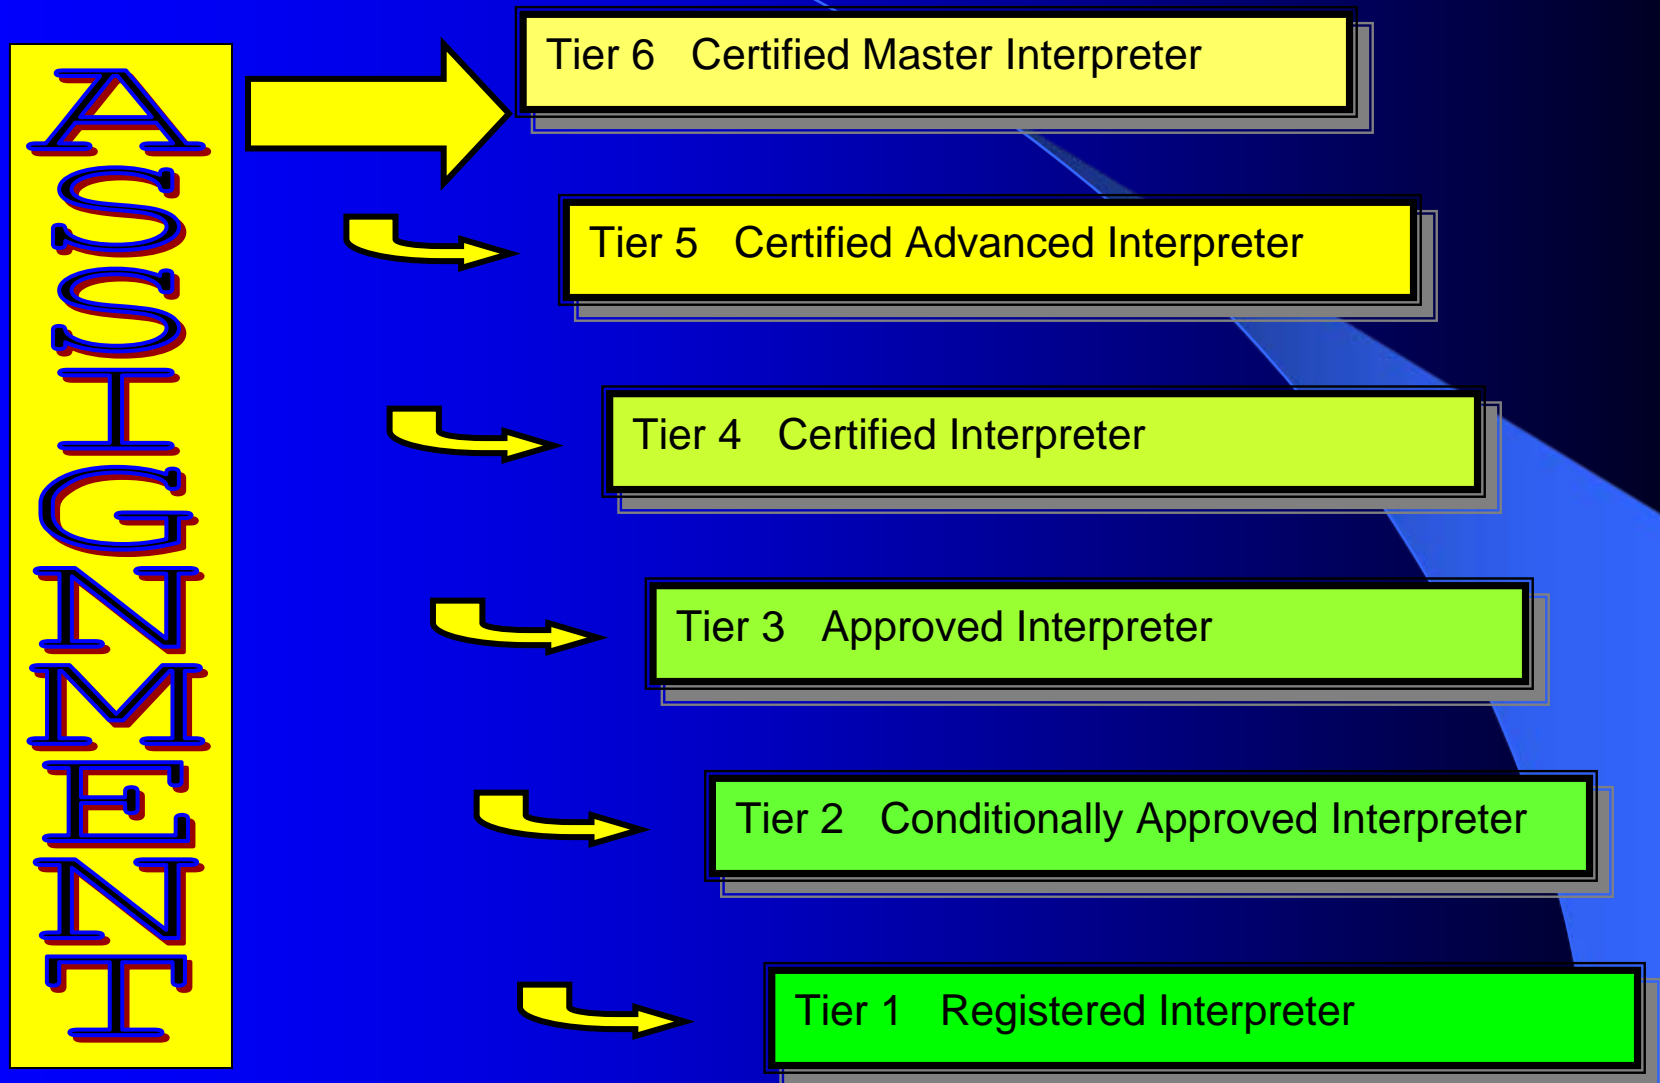 ASSIGNMENT
Tier 6 Certified Master Interpreter
Tier 5 Certified Advanced Interpreter
Tier 4 Certified Interpreter
Tier 3 Approved Interpreter
Tier 2 Conditionally Approved Interpreter
Tier 1 Registered Interpreter